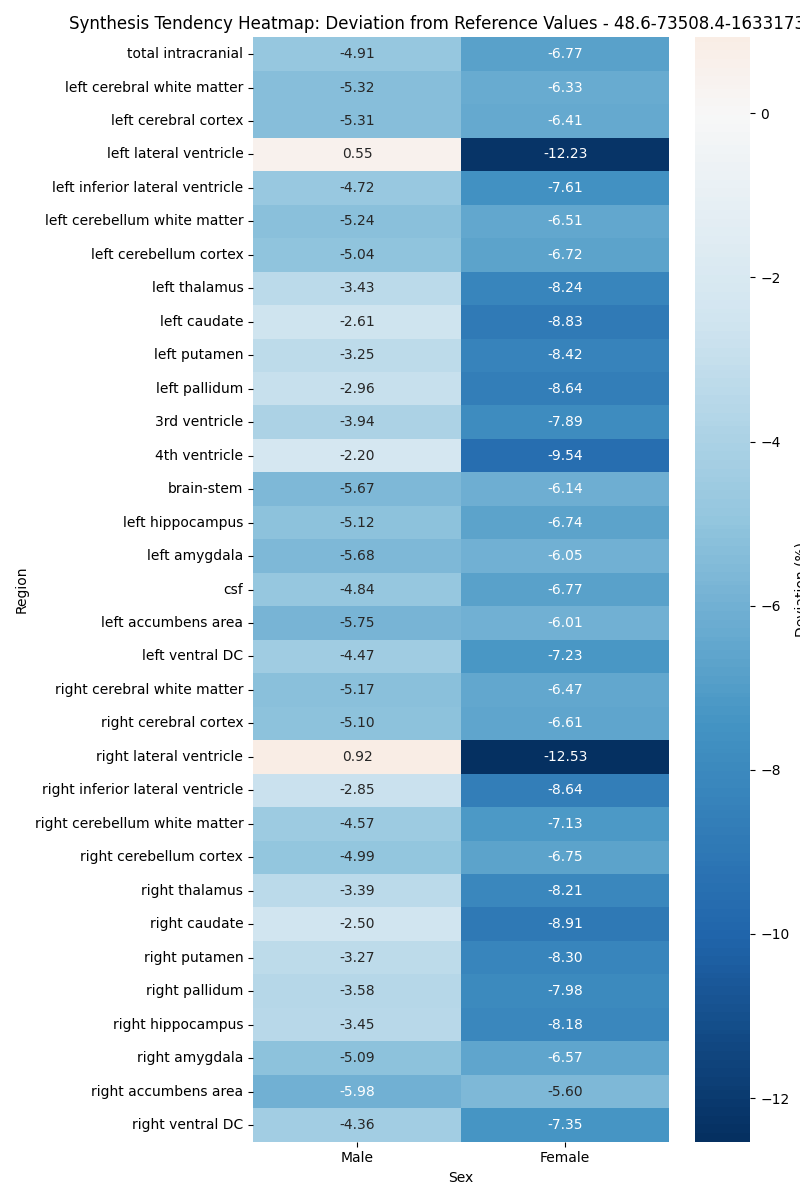 Synthesis Tendency Heatmap: Deviation from Reference Values - 48.6-73508.4-1633173
total intracranial -4.91 -6.77
left cerebral white matter -5.32 -6.33
left cerebral cortex -5.31 -6.41
left lateral ventricle 0.55 -12.23
left inferior lateral ventricle -4.72 -7.61
left cerebellum white matter -5.24 -6.51
left cerebellum cortex -5.04 -6.72
left thalamus -3.43 -8.24
left caudate -2.61 -8.83
left putamen -3.25 -8.42
left pallidum -2.96 -8.64
3rd ventricle -3.94 -7.89
4th ventricle -2.20 -9.54
brain-stem -5.67 -6.14
left hippocampus -5.12 -6.74
left amygdala -5.68 -6.05
csf -4.84 -6.77
left accumbens area -5.75 -6.01
left ventral DC -4.47 -7.23
right cerebral white matter -5.17 -6.47
right cerebral cortex -5.10 -6.61
right lateral ventricle 0.92 -12.53
right inferior lateral ventricle -2.85 -8.64
right cerebellum white matter -4.57 -7.13
right cerebellum cortex -4.99 -6.75
right thalamus -3.39 -8.21
right caudate -2.50 -8.91
right putamen -3.27 -8.30
right pallidum -3.58 -7.98
right hippocampus -3.45 -8.18
right amygdala -5.09 -6.57
right accumbens area -5.98 -5.60
right ventral DC -4.36 -7.35
Male Female
Sex
Region
0
−2
−4
−6
−8
−10
−12
Deviation (%)